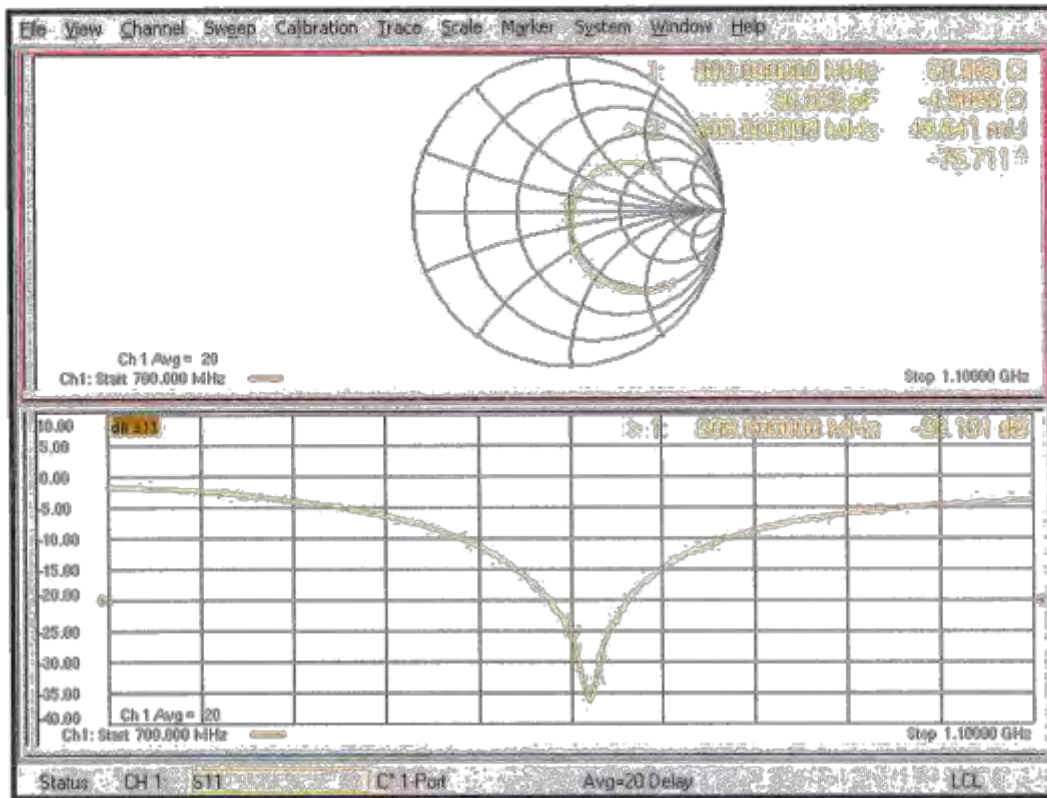 File View Channel Sweep Calibration Trace Scale Marker System Window Help
Ch 1 Avg = 20
Ch1: Start 700.000 MHz
Stop 1.10000 GHz
10.00
dB S11
5.00
0.00
-5.00
-10.00
-15.00
-20.00
-25.00
-30.00
-35.00
-40.00
Ch 1 Avg = 20
Ch1: Start 700.000 MHz
Stop 1.10000 GHz
Status CH 1 S11 C* 1-Port Avg=20 Delay LCL